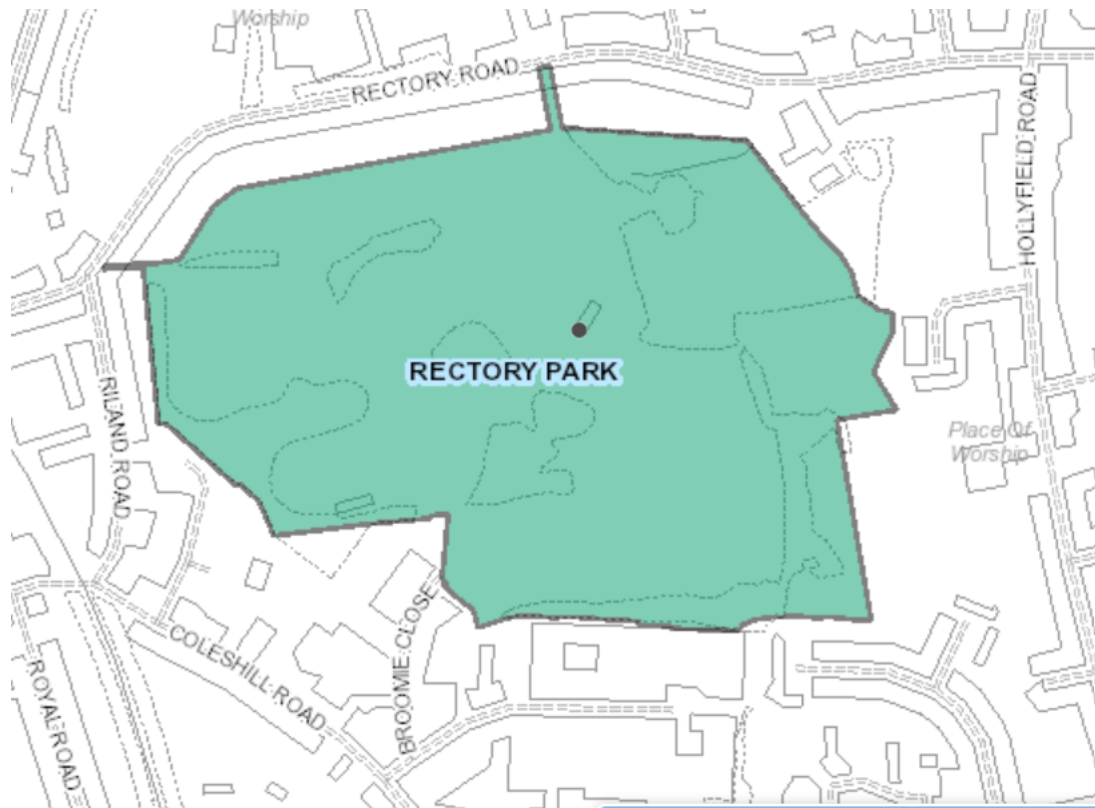 Worship
RECTORY ROAD
HOLLYFIELD ROAD
RECTORY PARK
RILAND ROAD
Place Of
Worship
BROOMIE CLOSE
COLESHILL ROAD
ROYAL ROAD